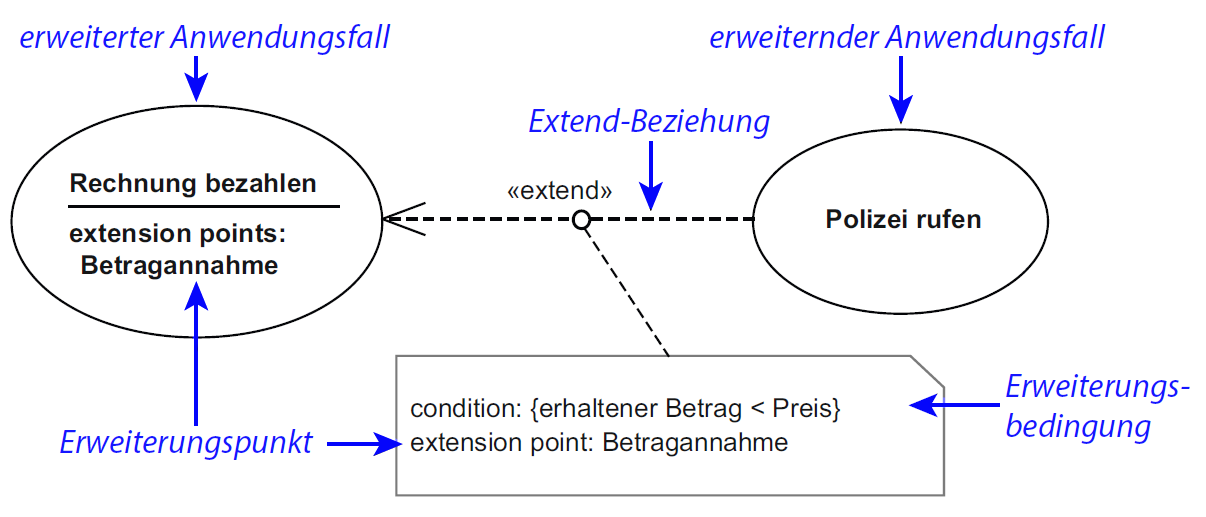 erweiterter Anwendungsfall
erweiternder Anwendungsfall
Extend-Beziehung
«extend»
Rechnung bezahlen
extension points:
Betragannahme
Polizei rufen
condition: {erhaltener Betrag < Preis}
extension point: Betragannahme
Erweiterungs-
bedingung
Erweiterungspunkt